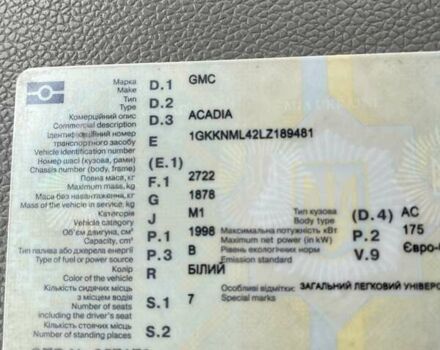 Марка
Make D.1 GMC
Тип
Type D.2
Комерційний опис
Commercial description D.3 ACADIA
Ідентифікаційний номер
транспортного засобу E 1GKKNML42LZ189481
Vehicle identification number
Номер шасі (кузова, рами)
Chassis number (body, frame) (E.1)
Повна маса, кг
Maximum mass, kg F.1 2722
Маса без навантаження, кг
Mass of the vehicle in service, kg G 1878
Категорія
Vehicle category J M1 Тип кузова
Body type (D.4) AC
Об'єм двигуна, см³
Capacity, cm³ P.1 1998 Максимальна потужність кВт
Maximum net power (in kW) P.2 175
Тип палива або джерела енергії
Type of fuel or power source P.3 B Рівень екологічних норм
Emission standard V.9 Євро-
Колір
Color of the vehicle R БІЛИЙ
Кількість сидячих місць
з місцем водія
Number of seats
including the driver's seat S.1 7 Особливі відмітки: ЗАГАЛЬНИЙ ЛЕГКОВИЙ УНІВЕРС
Special marks
Кількість стоячих місць
Number of standing places S.2